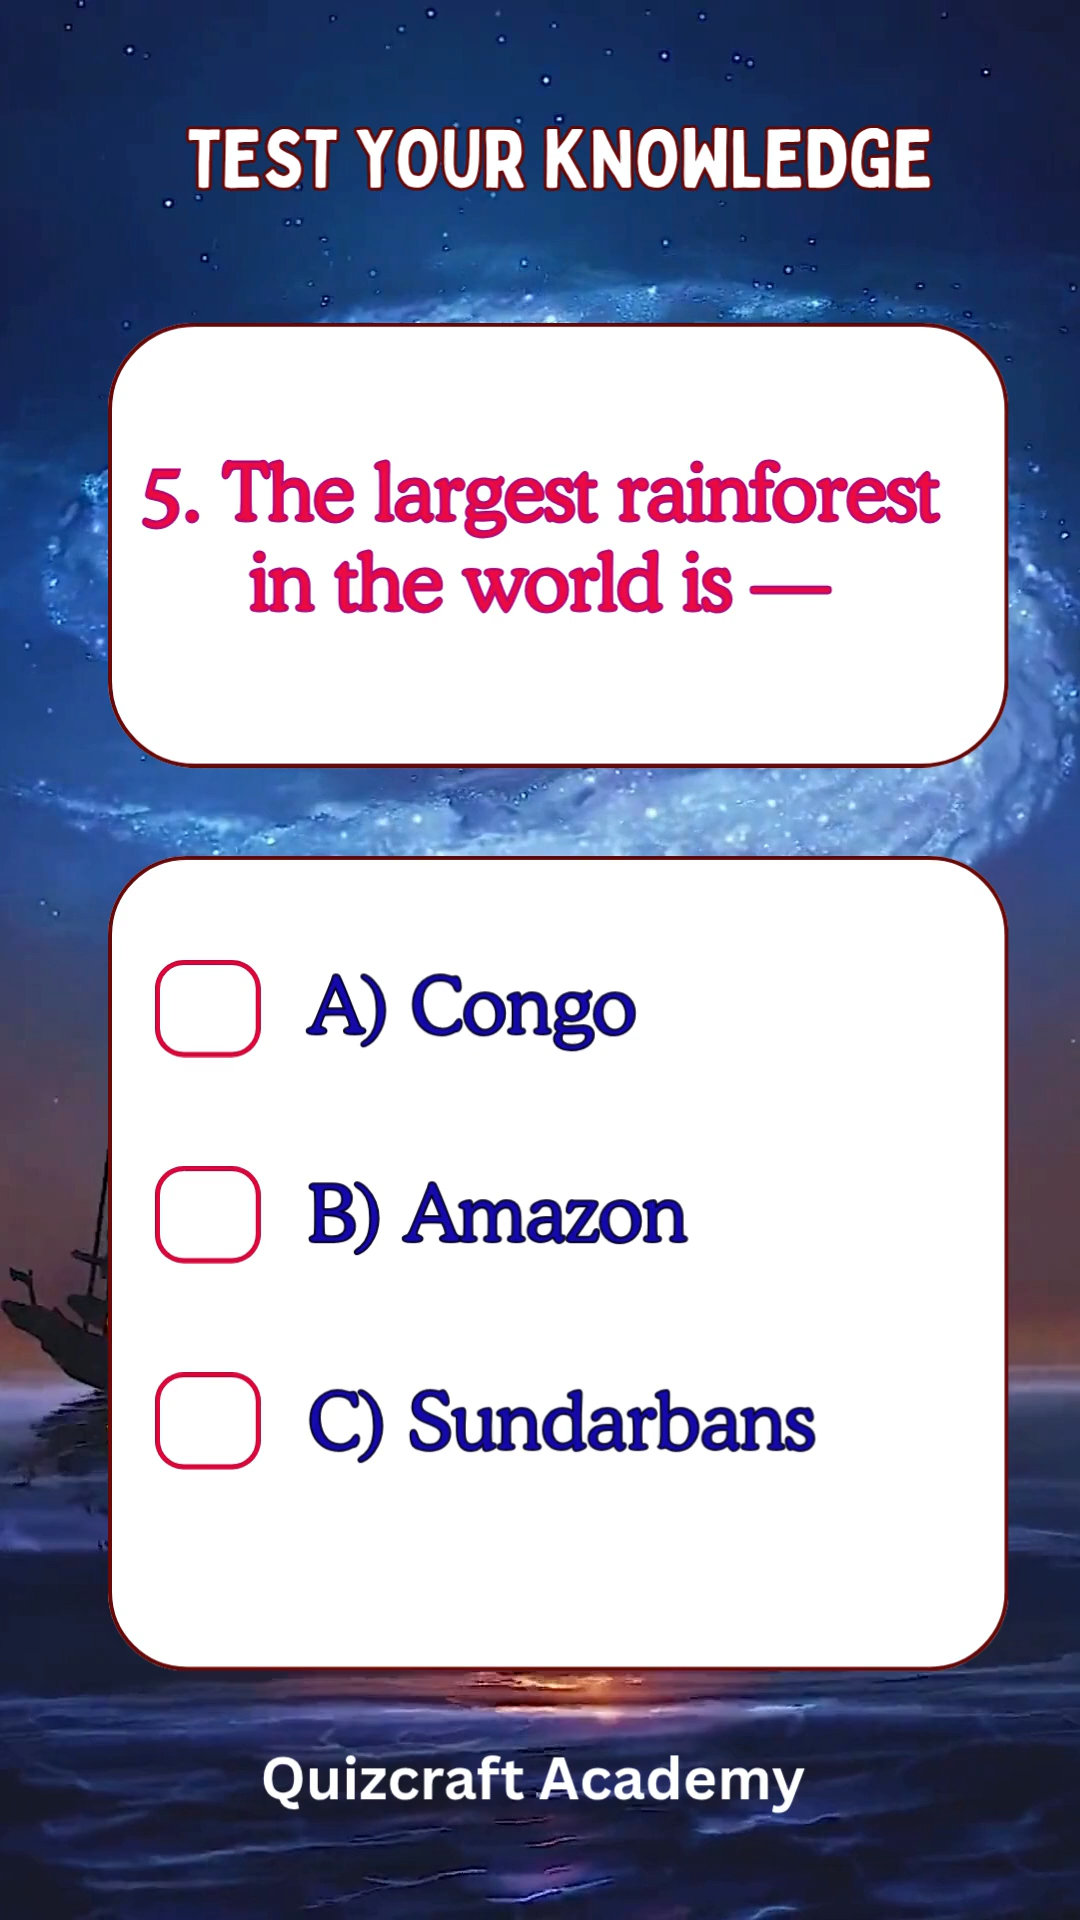 TEST YOUR KNOWLEDGE
5. The largest rainforest
in the world is —
A) Congo
B) Amazon
C) Sundarbans
Quizcraft Academy